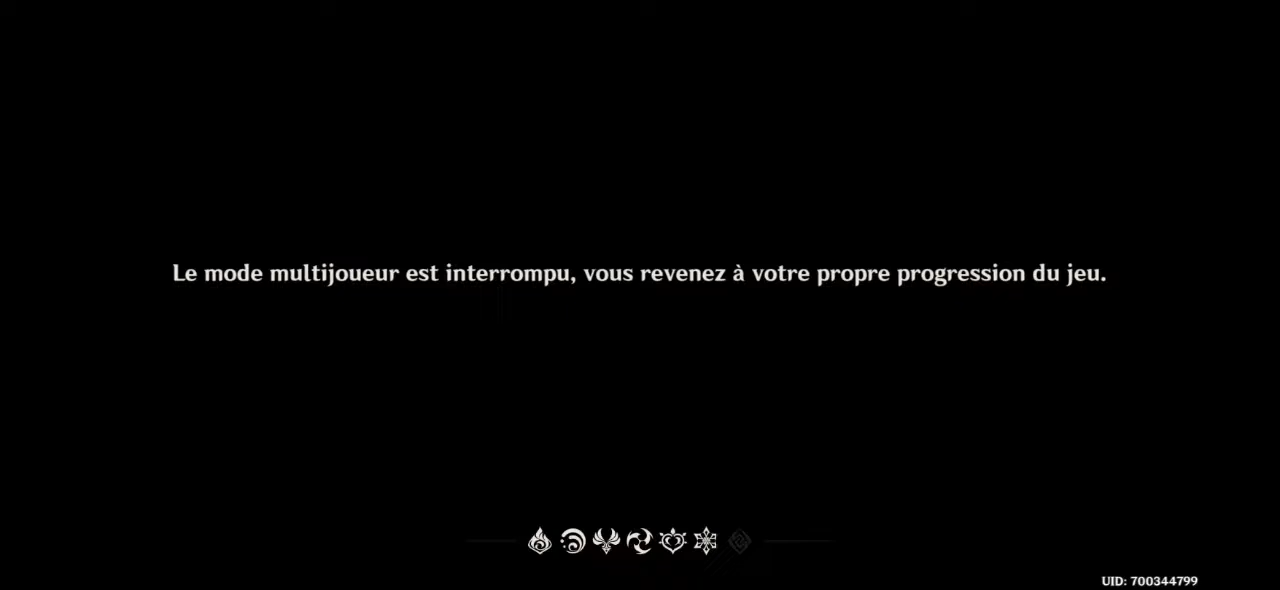 Le mode multijoueur est interrompu, vous revenez à votre propre progression du jeu.
UID: 700344799